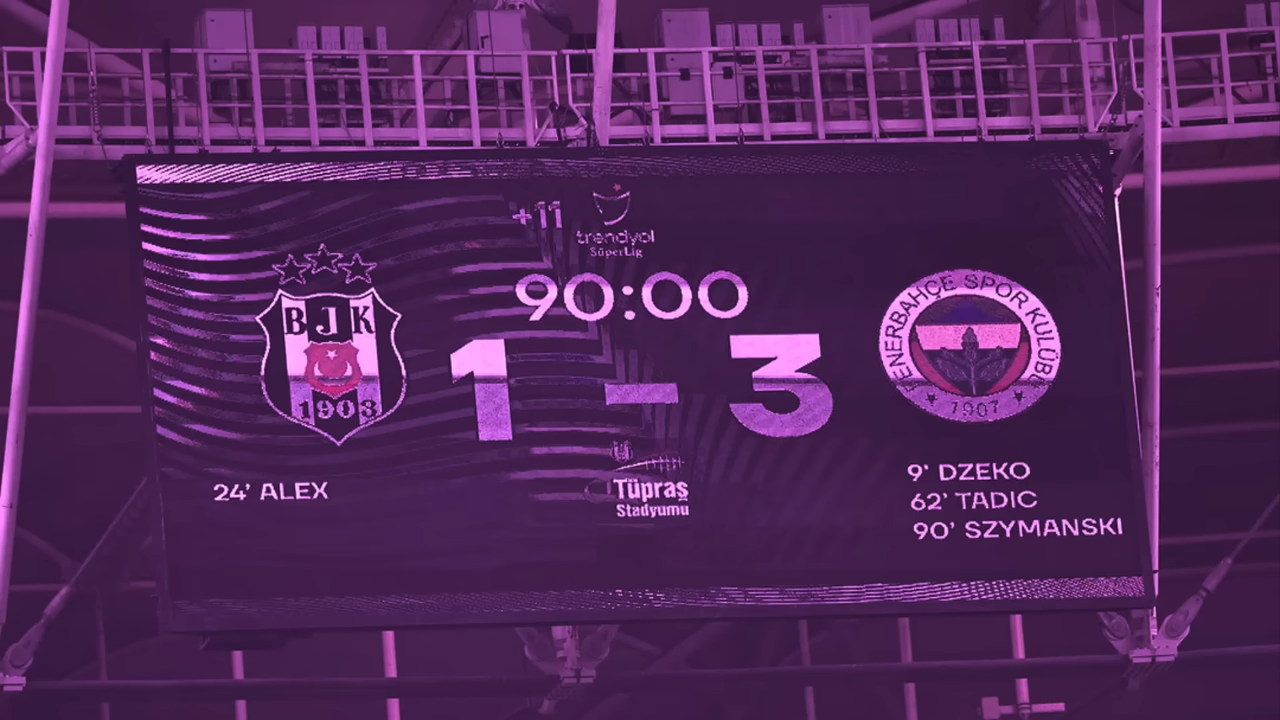 +11
trendyol
SüperLig
90:00
BJK
1903
1 - 3
FENERBAHÇE SPOR KULÜBÜ
1907
24' ALEX
Tüpraş
Stadyumu
9' DZEKO
62' TADIC
90' SZYMANSKI